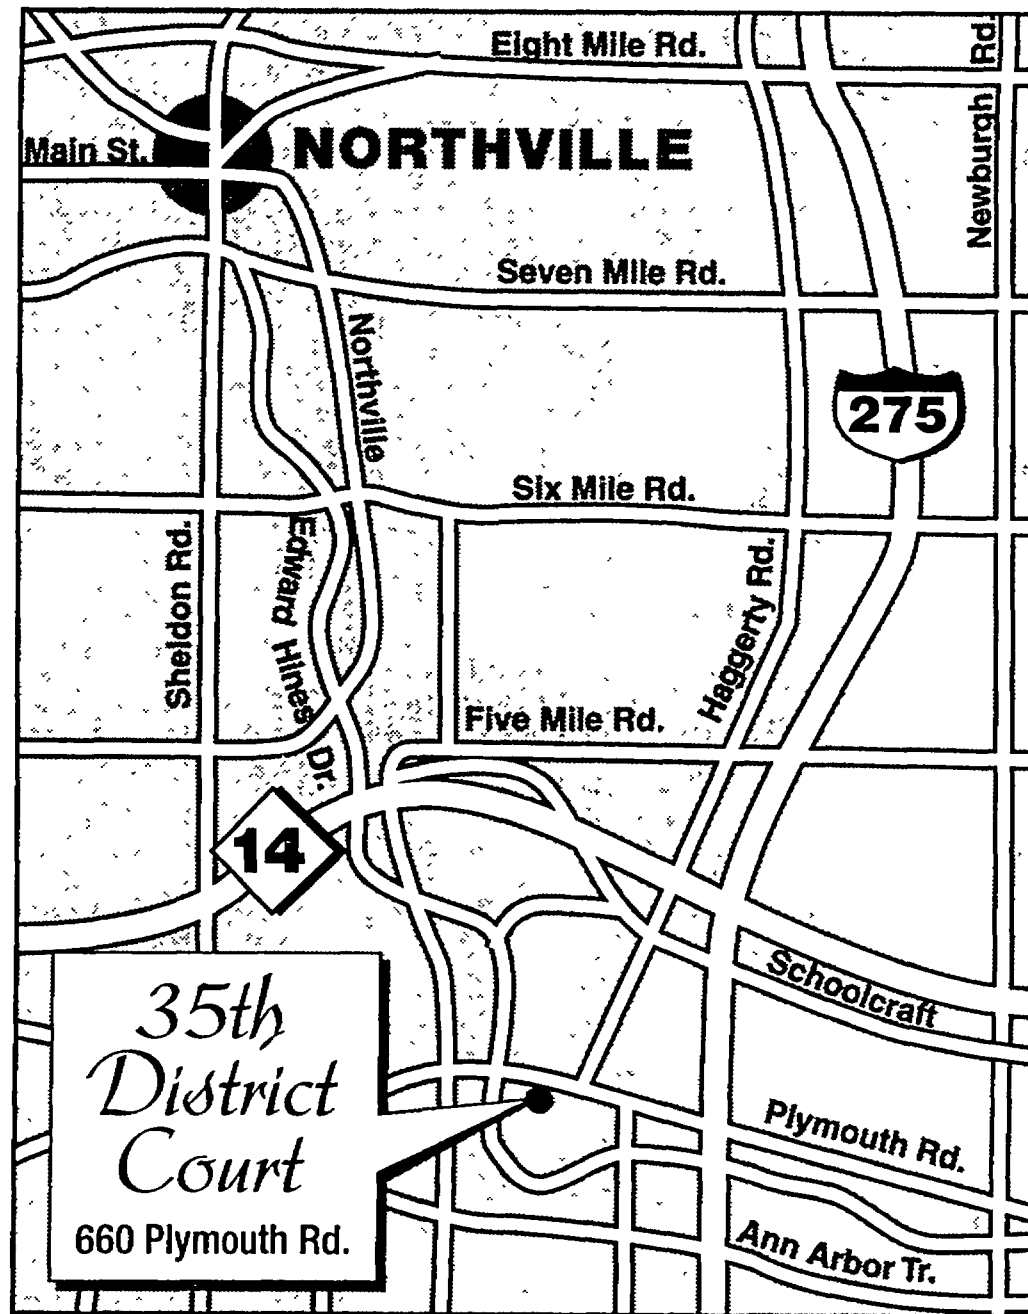 Eight Mile Rd.
Newburgh Rd.
Main St.
NORTHVILLE
Seven Mile Rd.
Northville
275
Six Mile Rd.
Sheldon Rd.
Edward Hines Dr.
Haggerty Rd.
Five Mile Rd.
14
Schoolcraft
35th
District
Court
660 Plymouth Rd.
Plymouth Rd.
Ann Arbor Tr.